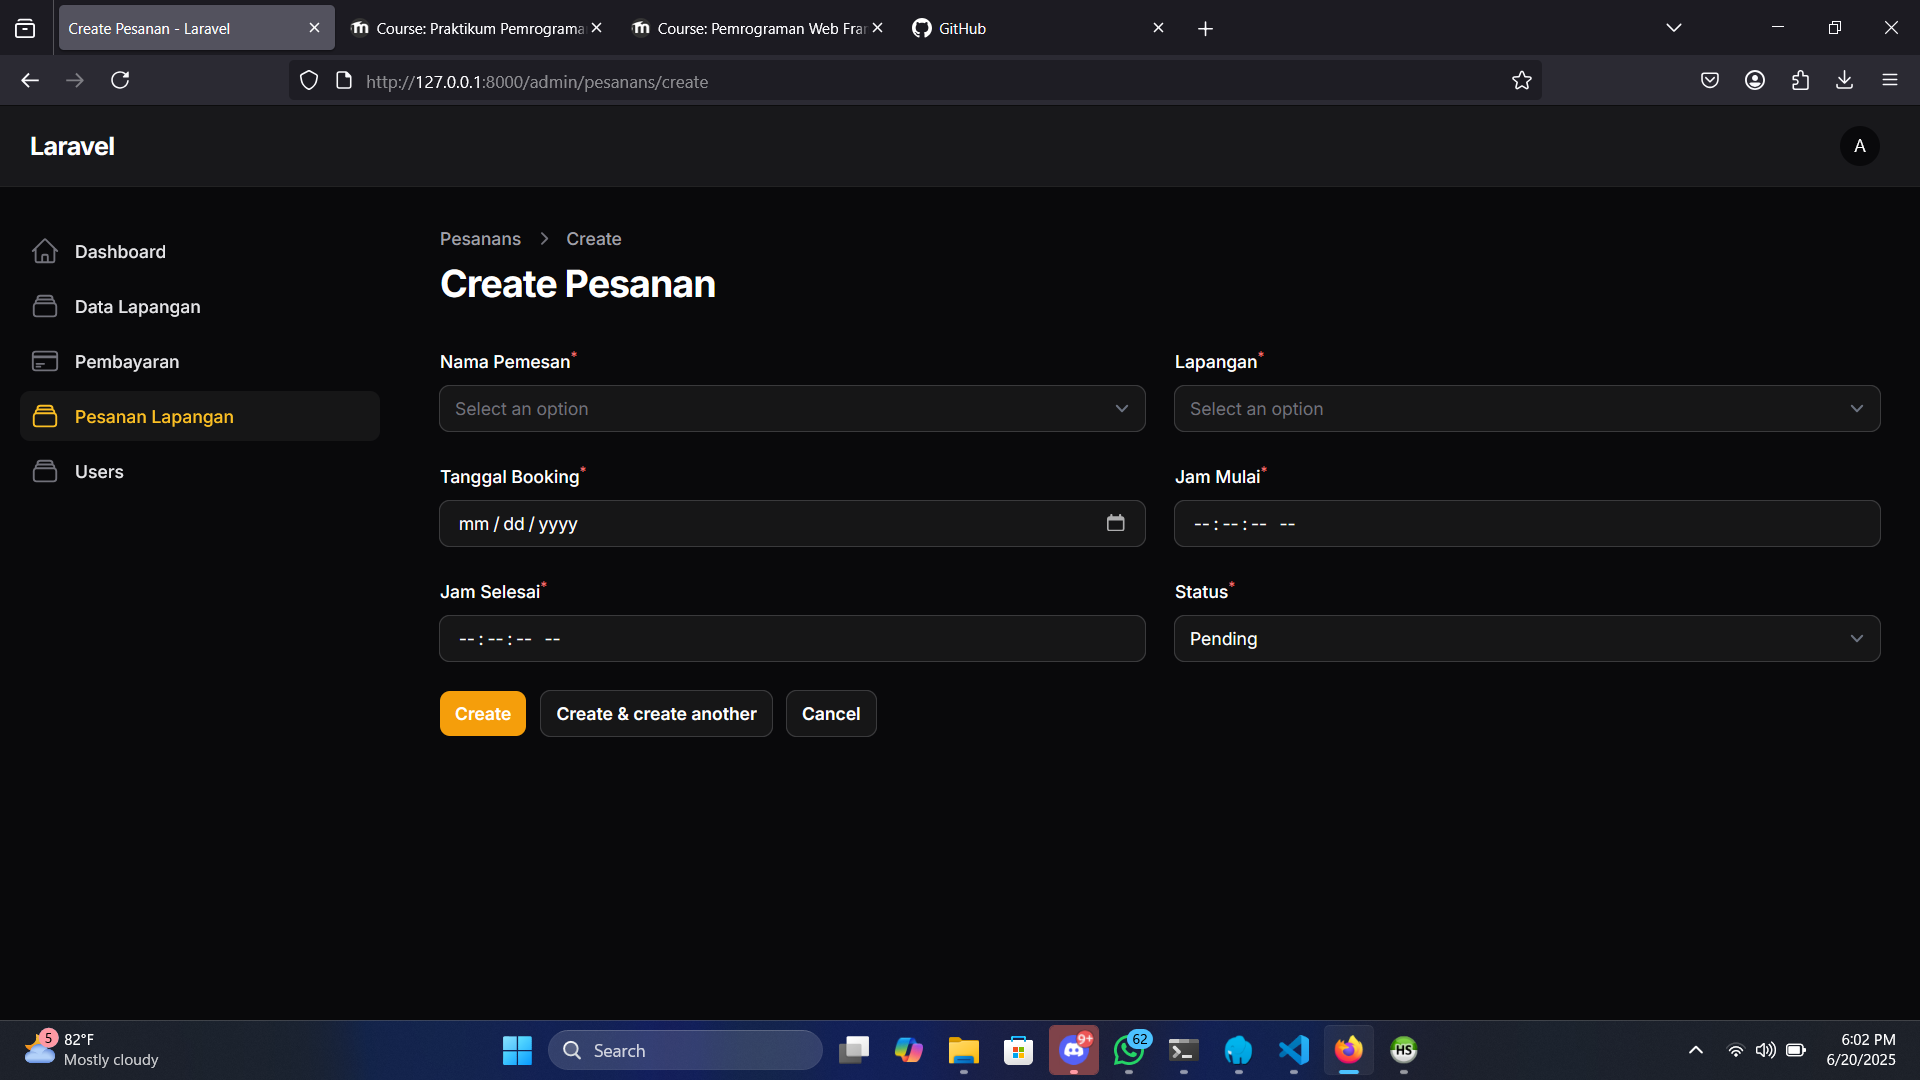 Create Pesanan - Laravel
Course: Praktikum Pemrograma
Course: Pemrograman Web Fra
GitHub
http://127.0.0.1:8000/admin/pesanans/create
Laravel
A
Dashboard
Data Lapangan
Pembayaran
Pesanan Lapangan
Users
Pesanans > Create
Create Pesanan
Nama Pemesan*
Select an option
Lapangan*
Select an option
Tanggal Booking*
mm / dd / yyyy
Jam Mulai*
-- : -- : -- --
Jam Selesai*
-- : -- : -- --
Status*
Pending
Create
Create & create another
Cancel
5
82°F
Mostly cloudy
Search
9+
62
HS
6:02 PM
6/20/2025